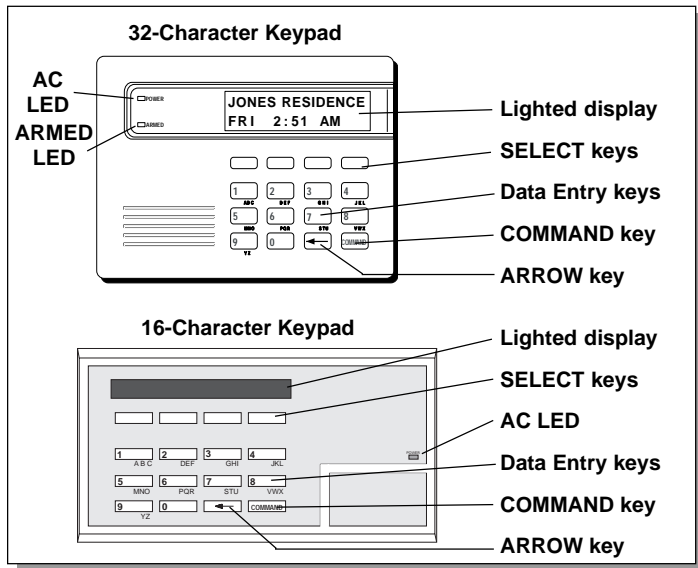 32-Character Keypad
AC
LED
ARMED
LED
POWER
ARMED
JONES RESIDENCE
FRI 2:51 AM
Lighted display
SELECT keys
Data Entry keys
COMMAND key
ARROW key
1 2 3 4
ABC DEF GHI JKL
5 6 7 8
MNO PQR STU VWX
9 0 COMMAND
YZ
16-Character Keypad
Lighted display
SELECT keys
AC LED
Data Entry keys
COMMAND key
ARROW key
POWER
1 2 3 4
ABC DEF GHI JKL
5 6 7 8
MNO PQR STU VWX
9 0 COMMAND
YZ